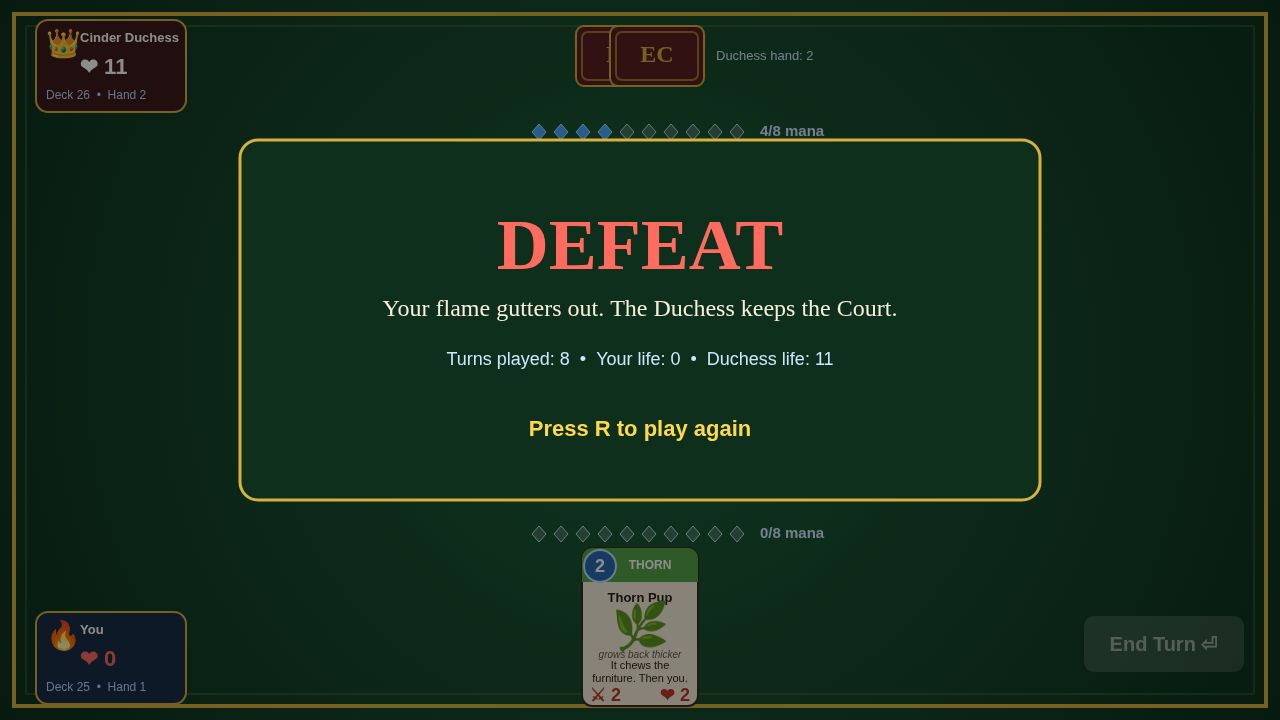 Cinder Duchess
❤ 11
Deck 26 • Hand 2
EC
Duchess hand: 2
4/8 mana
DEFEAT
Your flame gutters out. The Duchess keeps the Court.
Turns played: 8 • Your life: 0 • Duchess life: 11
Press R to play again
0/8 mana
2
THORN
Thorn Pup
grows back thicker
It chews the
furniture. Then you.
⚔ 2
❤ 2
You
❤ 0
Deck 25 • Hand 1
End Turn ⏎